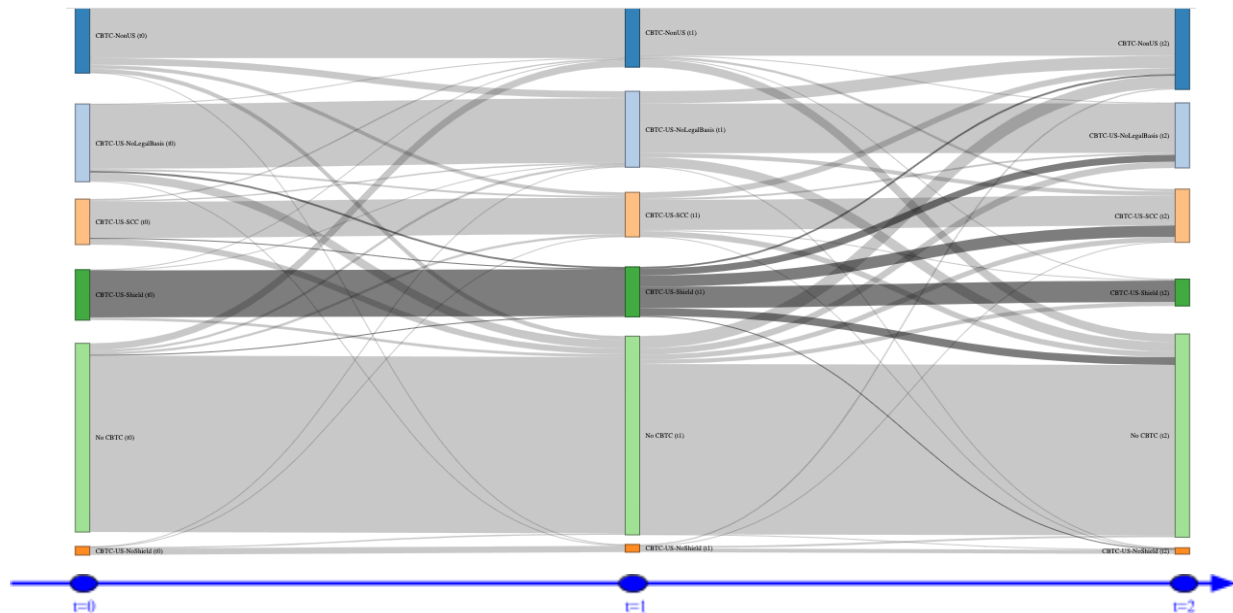 CBTC-NonUS (t0)
CBTC-NonUS (t1)
CBTC-NonUS (t2)
CBTC-US-NoLegalBasis (t0)
CBTC-US-NoLegalBasis (t1)
CBTC-US-NoLegalBasis (t2)
CBTC-US-SCC (t0)
CBTC-US-SCC (t1)
CBTC-US-SCC (t2)
CBTC-US-Shield (t0)
CBTC-US-Shield (t1)
CBTC-US-Shield (t2)
No CBTC (t0)
No CBTC (t1)
No CBTC (t2)
CBTC-US-NoShield (t0)
CBTC-US-NoShield (t1)
CBTC-US-NoShield (t2)
t=0
t=1
t=2